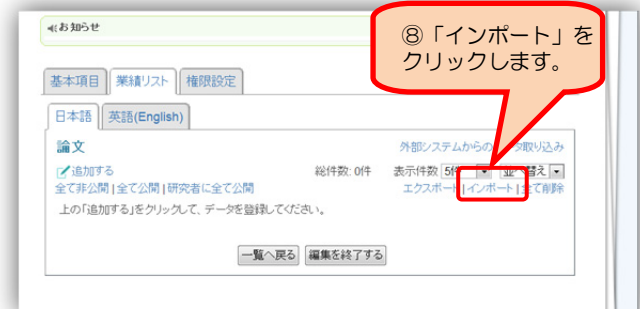 お知らせ
⑧「インポート」を
クリックします。
基本項目 業績リスト 権限設定
日本語 英語(English)
論文 外部システムからの タ取り込み
追加する 総件数: 0件 表示件数 5件 並べ替え
全て非公開 | 全て公開 | 研究者に全て公開 エクスポート | インポート | 全て削除
上の「追加する」をクリックして、データを登録してください。
一覧へ戻る 編集を終了する